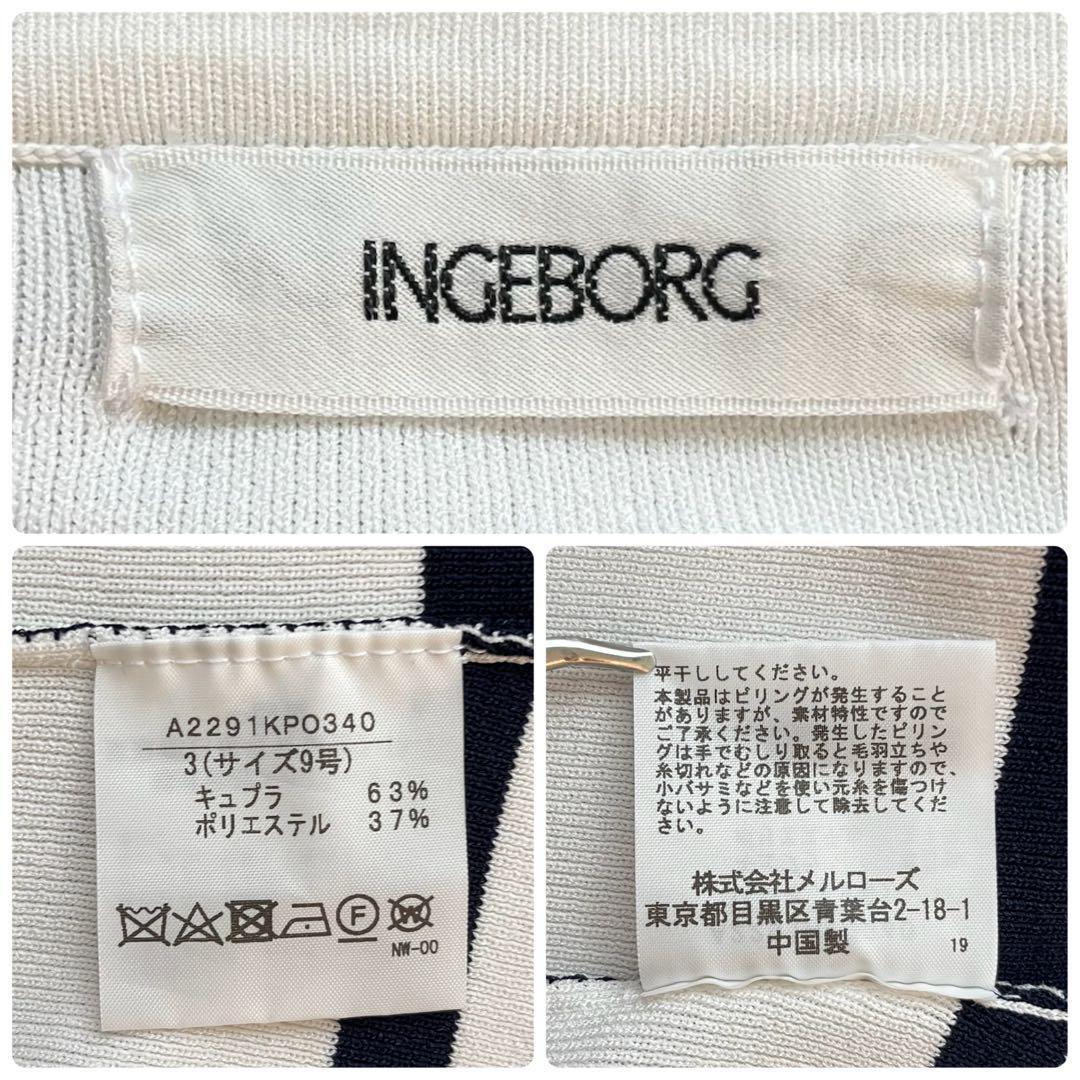 INGEBORG
A2291KPO340
3(サイズ9号)
キュプラ 63%
ポリエステル 37%
F
W
NW-00
平干ししてください。
本製品はピリングが発生すること
がありますが、素材特性ですので
ご了承ください。発生したピリン
グは手でむしり取ると毛羽立ちや
糸切れなどの原因になりますので、
小バサミなどを使い元糸を傷つけ
ないように注意して除去してくだ
さい。
株式会社メルローズ
東京都目黒区青葉台2-18-1
中国製 19